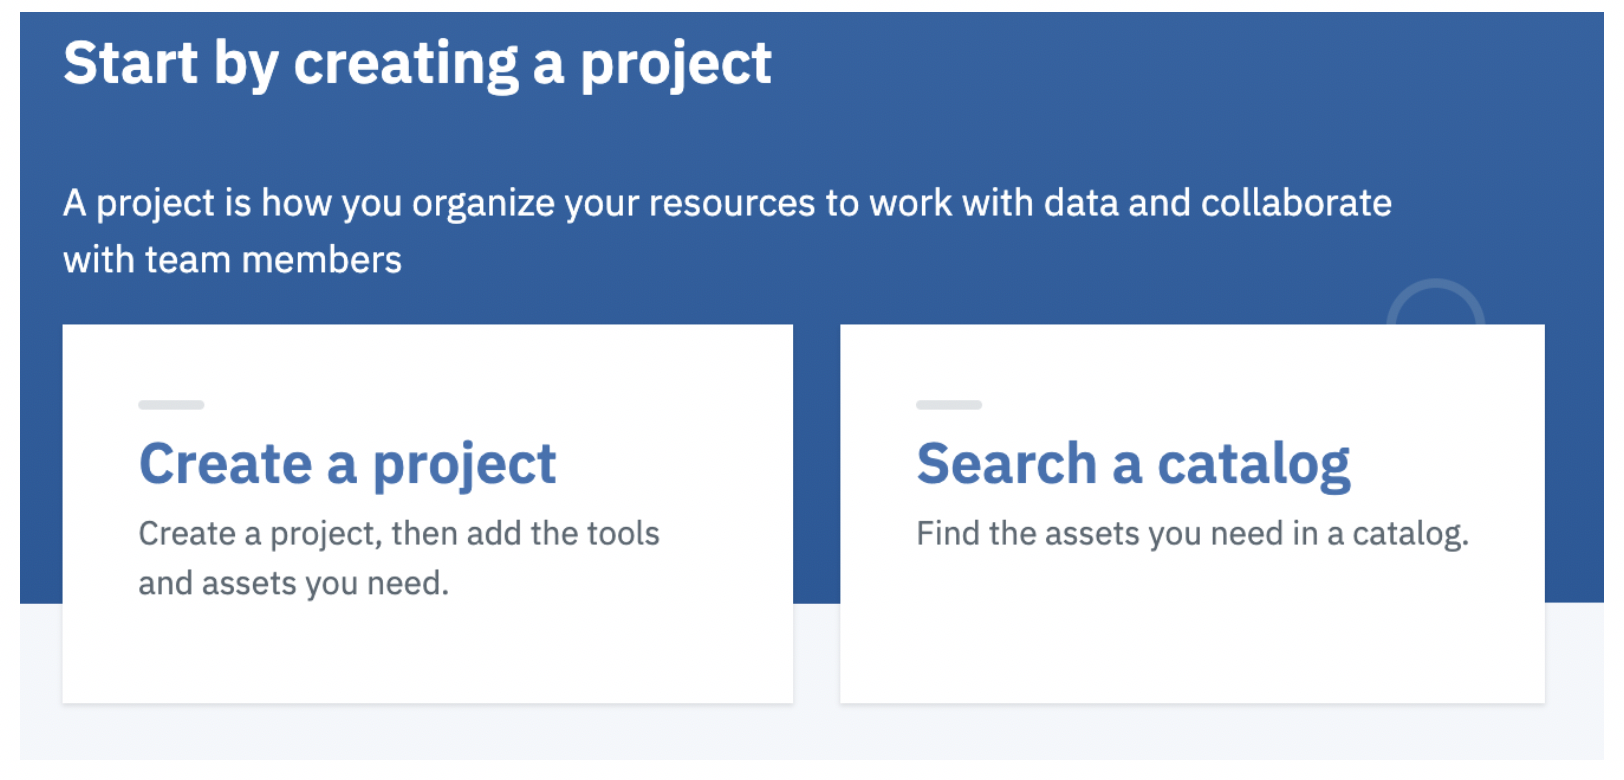 Start by creating a project
A project is how you organize your resources to work with data and collaborate
with team members
Create a project
Create a project, then add the tools
and assets you need.
Search a catalog
Find the assets you need in a catalog.